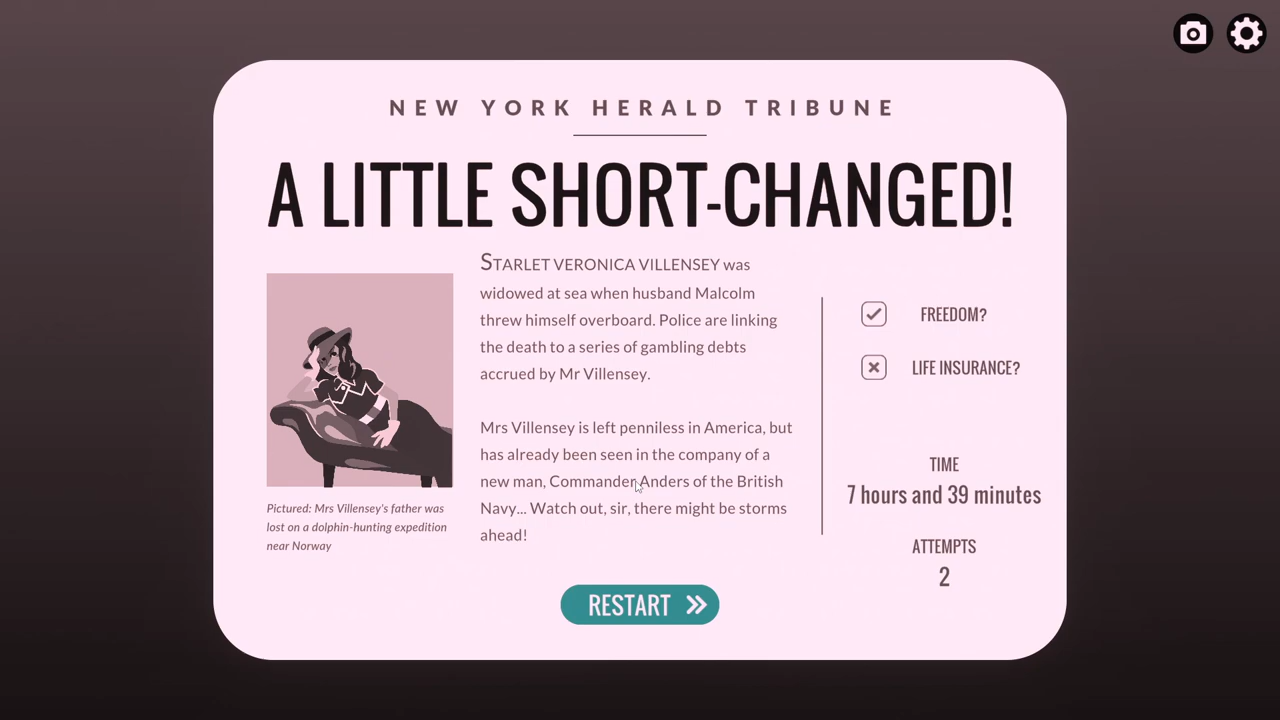 NEW YORK HERALD TRIBUNE
A LITTLE SHORT-CHANGED!
STARLET VERONICA VILLENSEY was
widowed at sea when husband Malcolm
threw himself overboard. Police are linking
the death to a series of gambling debts
accrued by Mr Villensey.
Mrs Villensey is left penniless in America, but
has already been seen in the company of a
new man, Commander Anders of the British
Navy... Watch out, sir, there might be storms
ahead!
Pictured: Mrs Villensey's father was
lost on a dolphin-hunting expedition
near Norway
FREEDOM?
LIFE INSURANCE?
TIME
7 hours and 39 minutes
ATTEMPTS
2
RESTART